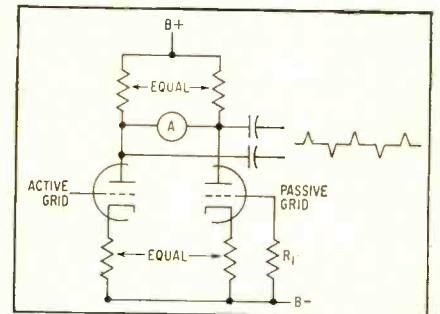 B+
EQUAL
A
ACTIVE
GRID
PASSIVE
GRID
EQUAL
R1
B-